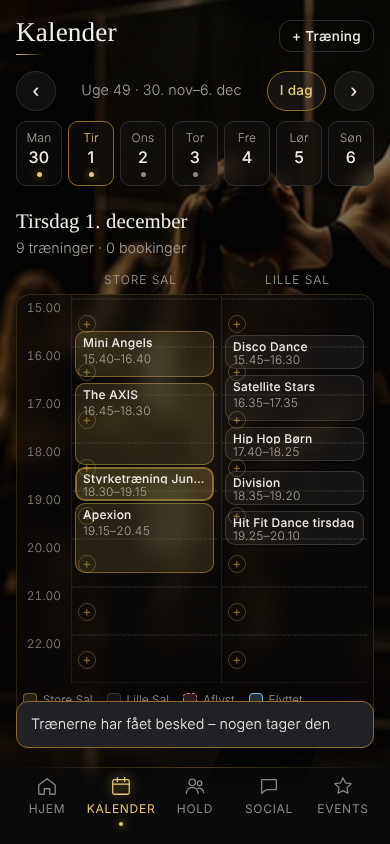 Kalender
+ Træning
‹
Uge 49 · 30. nov–6. dec
I dag
›
Man Tir Ons Tor Fre Lør Søn
30 1 2 3 4 5 6
Tirsdag 1. december
9 træninger · 0 bookinger
STORE SAL LILLE SAL
15.00
Mini Angels
15.40–16.40
Disco Dance
15.45–16.30
16.00
The AXIS
16.45–18.30
Satellite Stars
16.35–17.35
17.00
Hip Hop Børn
17.40–18.25
18.00
Styrketræning Jun...
18.30–19.15
Division
18.35–19.20
19.00
Apexion
19.15–20.45
Hit Fit Dance tirsdag
19.25–20.10
20.00
21.00
22.00
Store Sal Lille Sal Aflyst Flyttet
Trænerne har fået besked – nogen tager den
HJEM KALENDER HOLD SOCIAL EVENTS